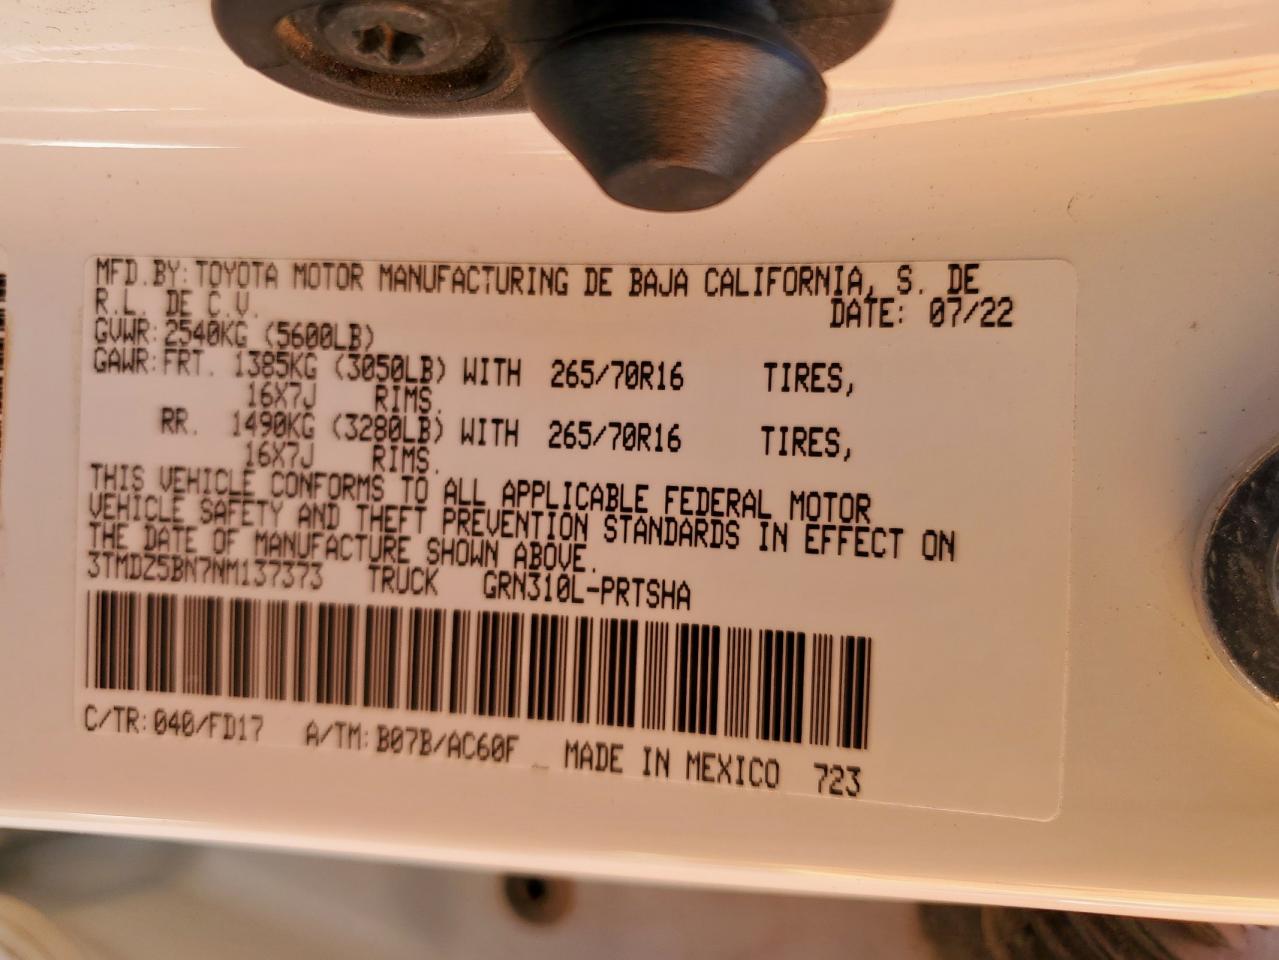 MFD.BY: TOYOTA MOTOR MANUFACTURING DE BAJA CALIFORNIA, S. DE
R.L. DE C.V. DATE: 07/22
GVWR: 2540KG (5600LB)
GAWR: FRT. 1385KG (3050LB) WITH 265/70R16 TIRES,
16X7J RIMS.
RR. 1490KG (3280LB) WITH 265/70R16 TIRES,
16X7J RIMS.
THIS VEHICLE CONFORMS TO ALL APPLICABLE FEDERAL MOTOR
VEHICLE SAFETY AND THEFT PREVENTION STANDARDS IN EFFECT ON
THE DATE OF MANUFACTURE SHOWN ABOVE.
3TMDZ5BN7NM137373 TRUCK GRN310L-PRTSHA
C/TR: 040/FD17 A/TM: B07B/AC60F MADE IN MEXICO 723